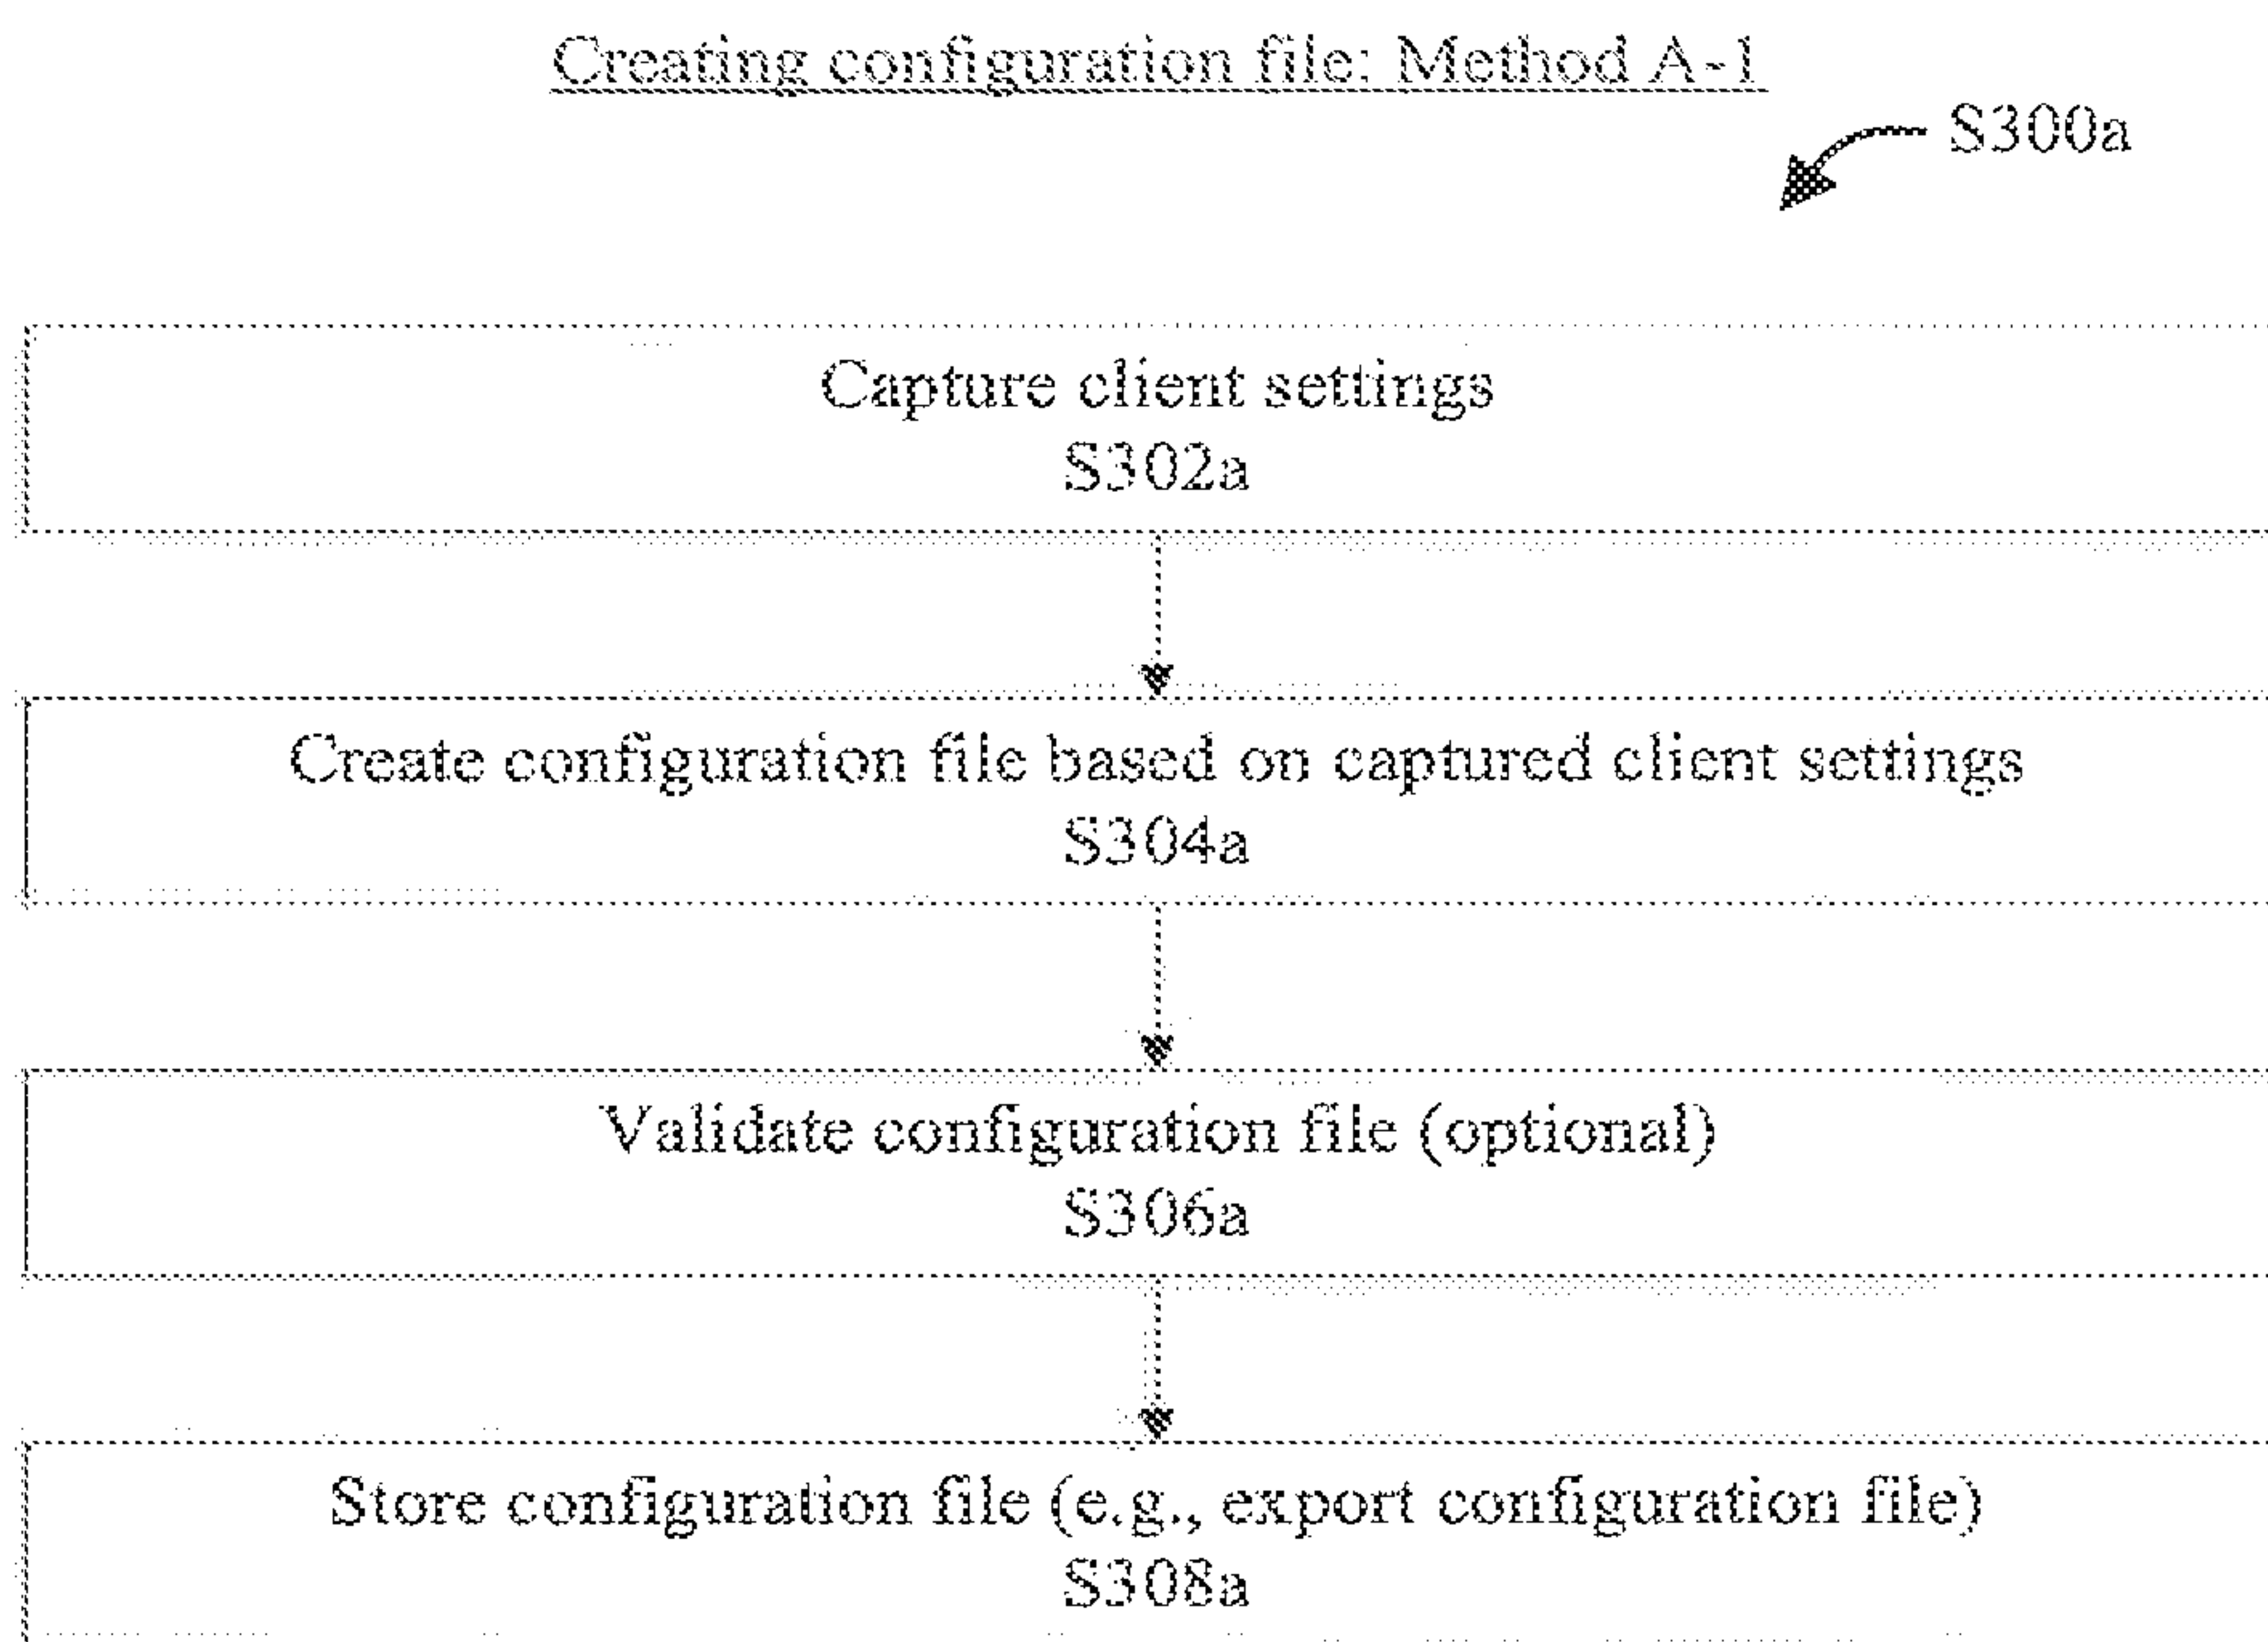 Creating configuration file: Method A-1
S300a
Capture client settings
S302a
Create configuration file based on captured client settings
S304a
Validate configuration file (optional)
S306a
Store configuration file (e.g., export configuration file)
S308a